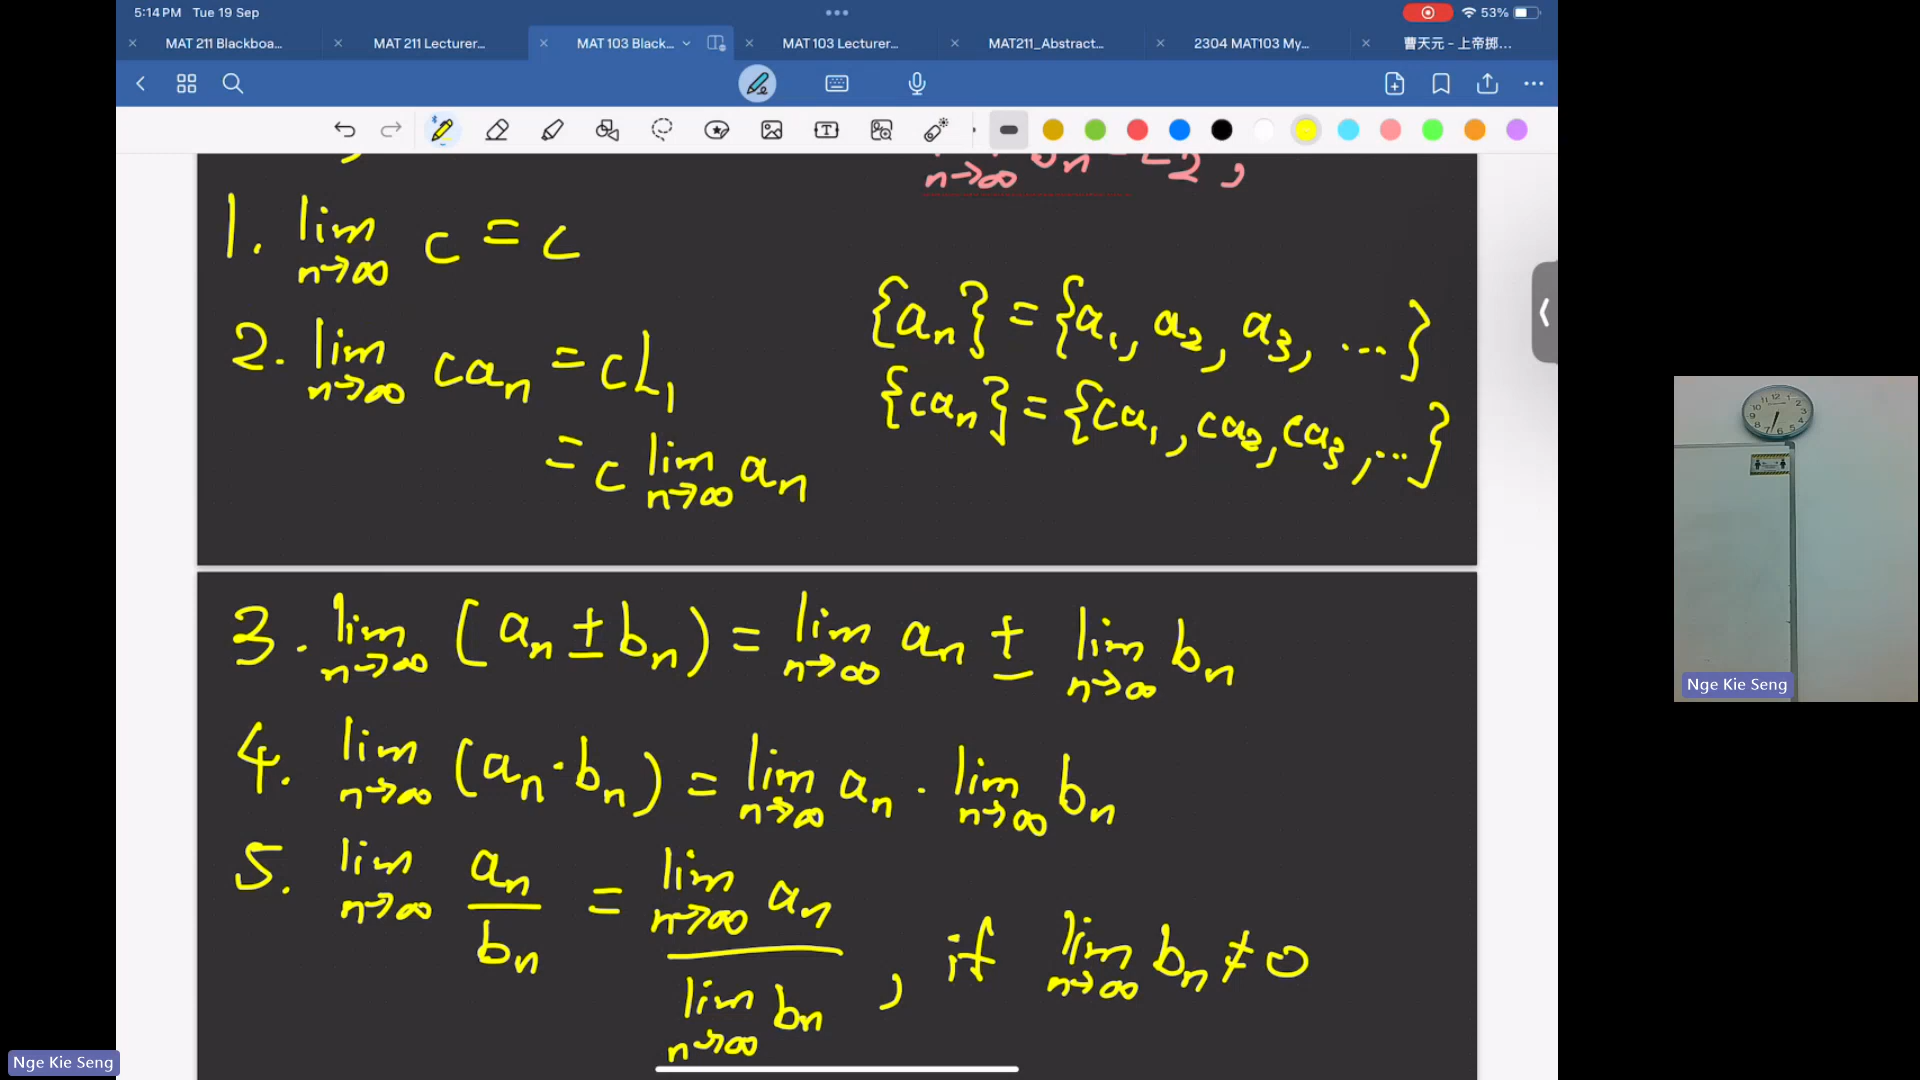 5:14 PM Tue 19 Sep
53%
MAT 211 Blackboa...
MAT 211 Lecturer...
MAT 103 Black...
MAT 103 Lecturer...
MAT211_Abstract...
2304 MAT103 My...
曹天元 - 上帝掷...
n→∞ bn = L2,
1. lim n→∞ c = c
{an} = {a1, a2, a3, ...}
2. lim n→∞ can = cL1
{can} = {ca1, ca2, ca3, ...}
= c lim n→∞ an
3. lim n→∞ (an ± bn) = lim n→∞ an ± lim n→∞ bn
4. lim n→∞ (an · bn) = lim n→∞ an · lim n→∞ bn
5. lim n→∞ an/bn = lim n→∞ an / lim n→∞ bn, if lim n→∞ bn ≠ 0
Nge Kie Seng
Nge Kie Seng